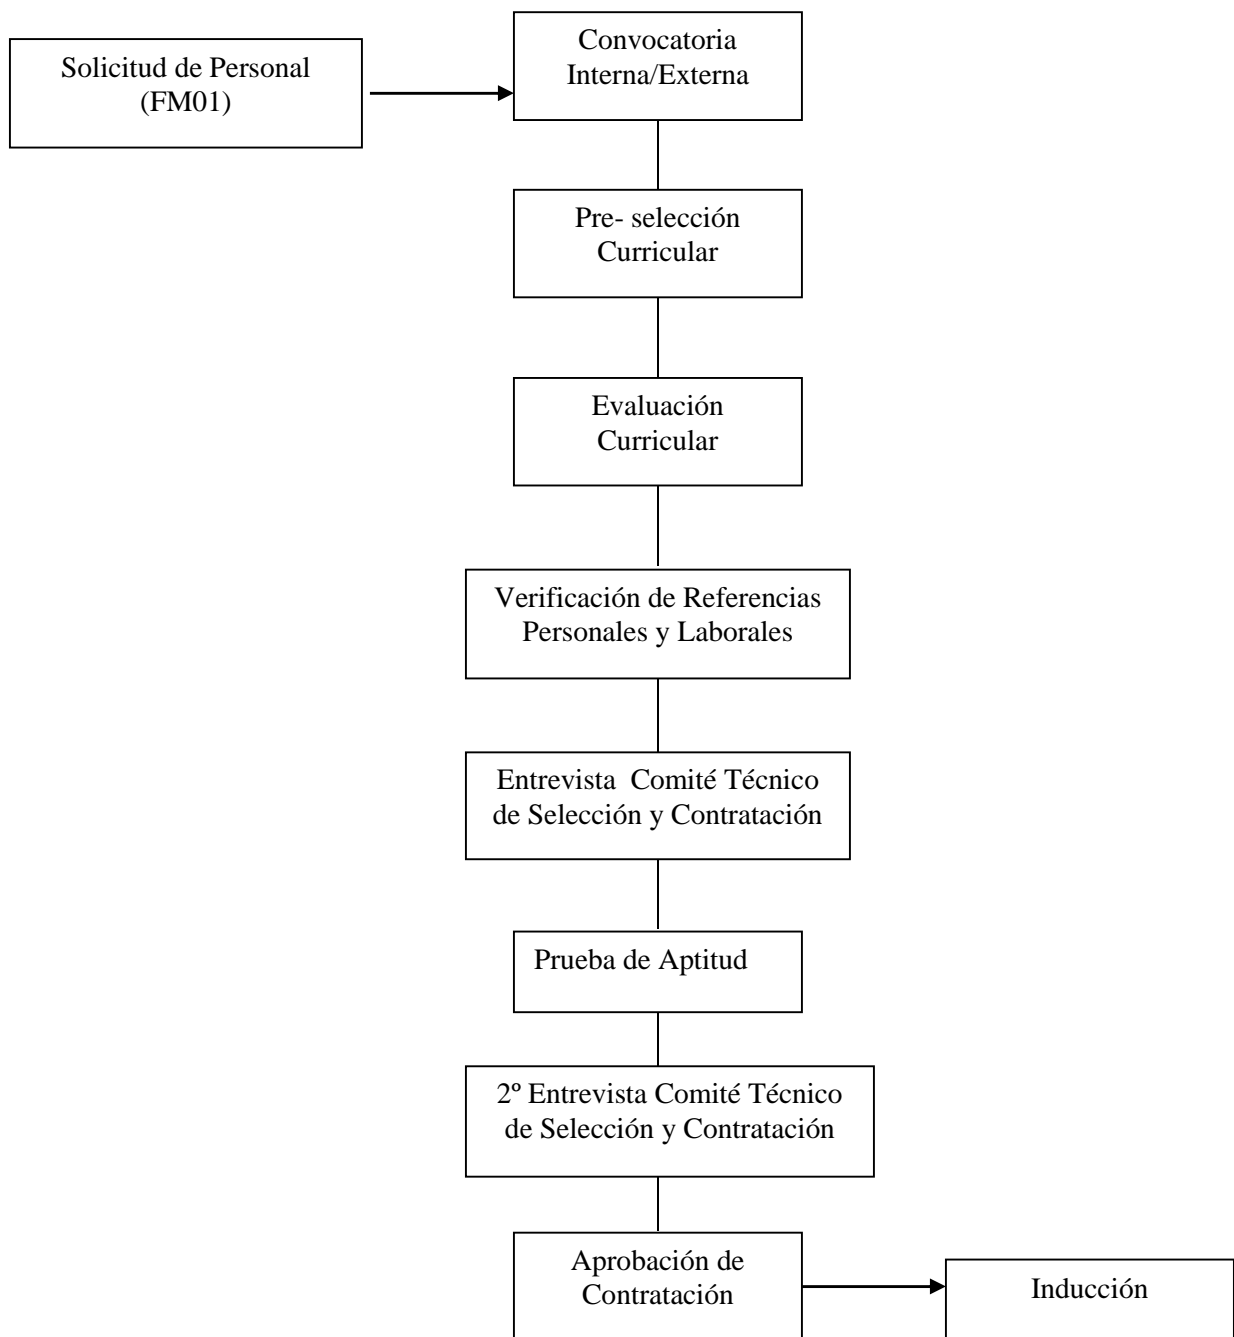 Solicitud de Personal
(FM01)
Convocatoria
Interna/Externa
Pre- selección
Curricular
Evaluación
Curricular
Verificación de Referencias
Personales y Laborales
Entrevista  Comité Técnico
de Selección y Contratación
Prueba de Aptitud
2º Entrevista Comité Técnico
de Selección y Contratación
Aprobación de
Contratación
Inducción